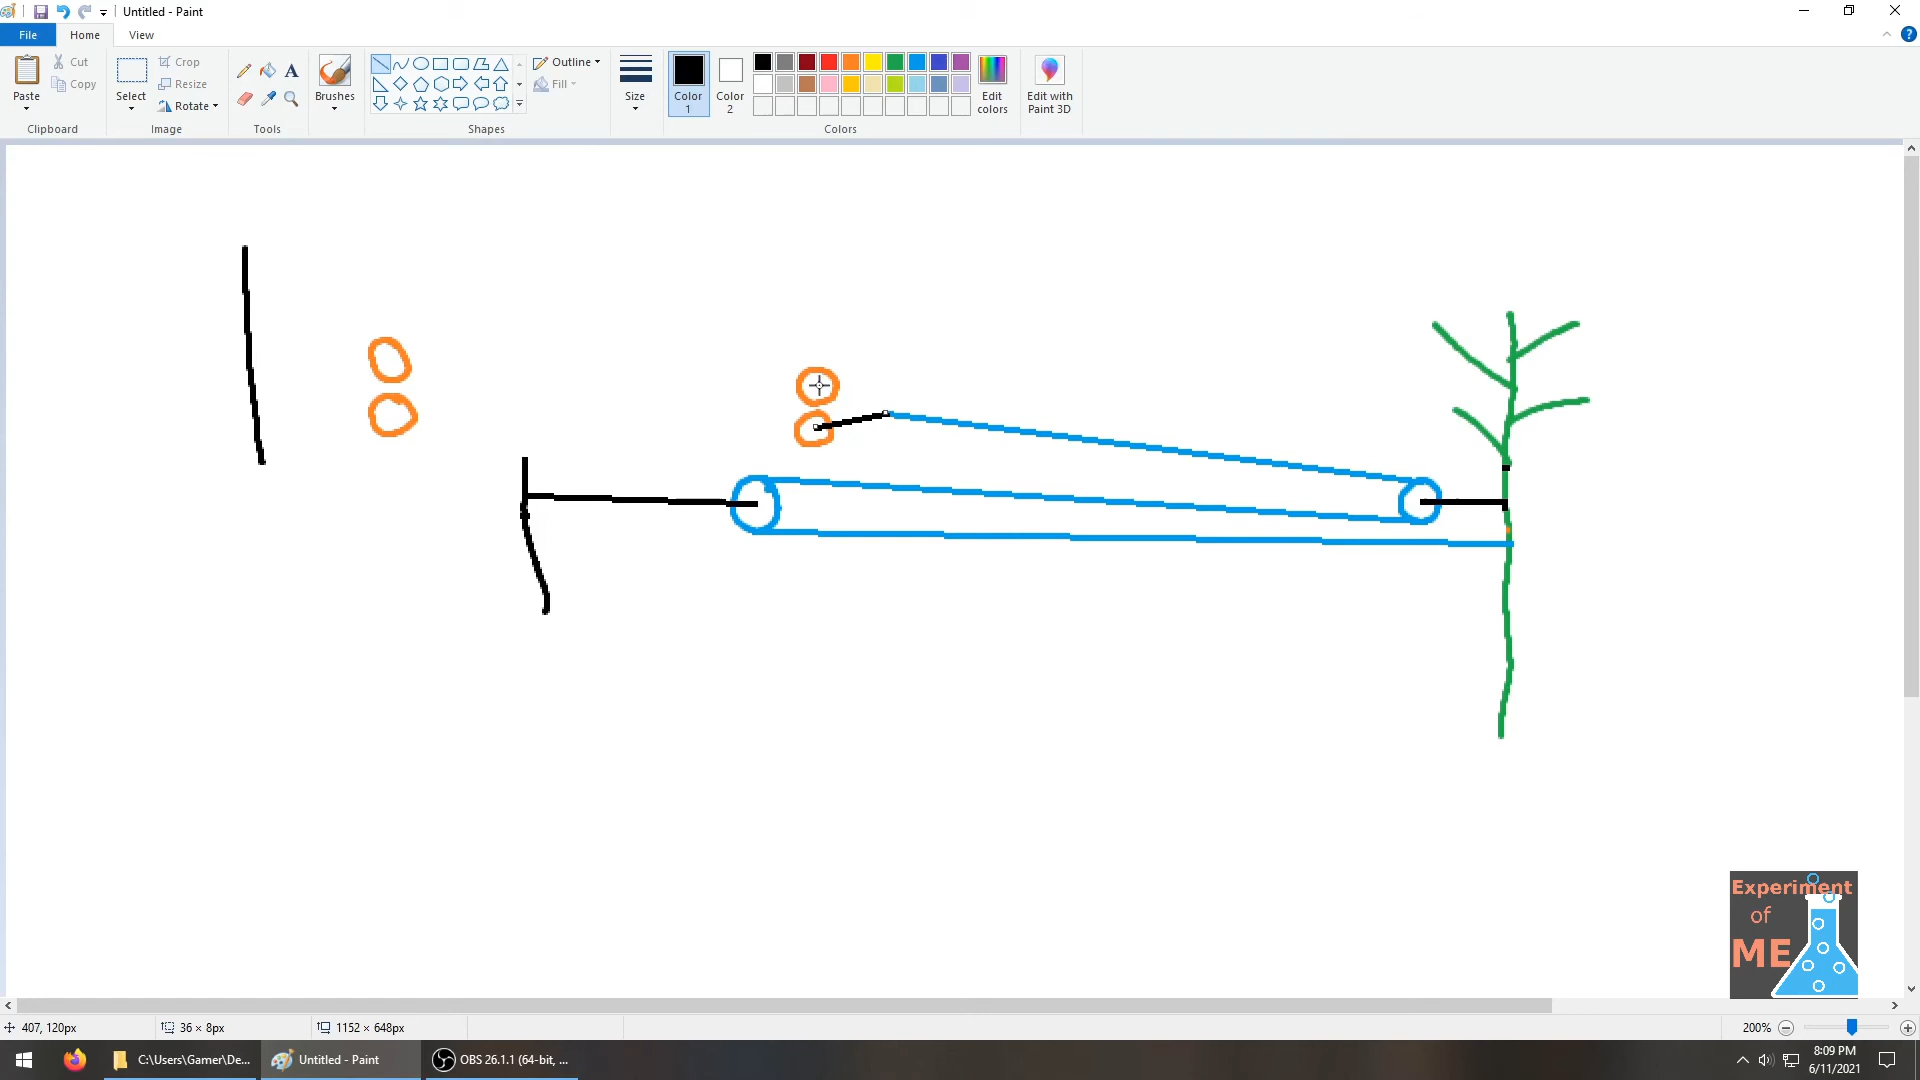 Untitled - Paint
File Home View
Paste
Cut
Copy
Clipboard
Select
Crop
Resize
Rotate
Image
Tools
Brushes
Outline
Fill
Shapes
Size
Color 1
Color 2
Edit colors
Edit with Paint 3D
Colors
Experiment
of
ME
407, 120px
36 × 8px
1152 × 648px
200%
C:\Users\Gamer\De...
Untitled - Paint
OBS 26.1.1 (64-bit, ...
8:09 PM
6/11/2021